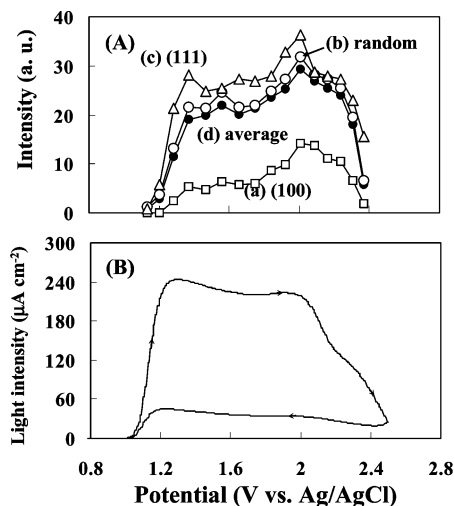 (A)
(c) (111)
(b) random
(d) average
(a) (100)
Intensity (a. u.)
40
30
20
10
0
(B)
Light intensity (μA cm-2)
300
240
180
120
60
0
0.8 1.2 1.6 2 2.4 2.8
Potential (V vs. Ag/AgCl)